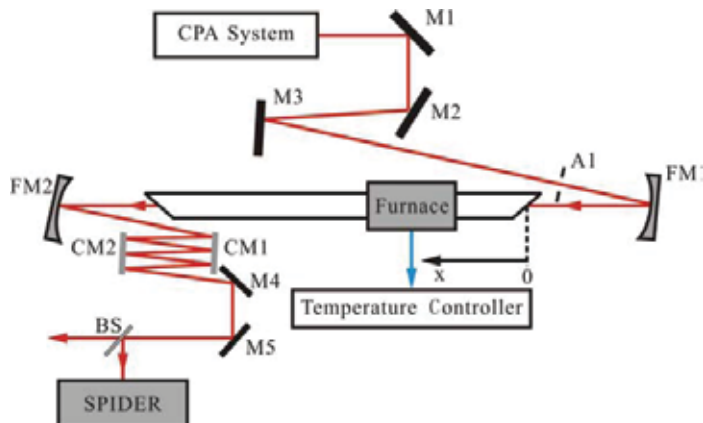 CPA System
M1
M3
M2
A1
FM2
FM1
Furnace
CM2
CM1
M4
x
0
Temperature Controller
BS
M5
SPIDER